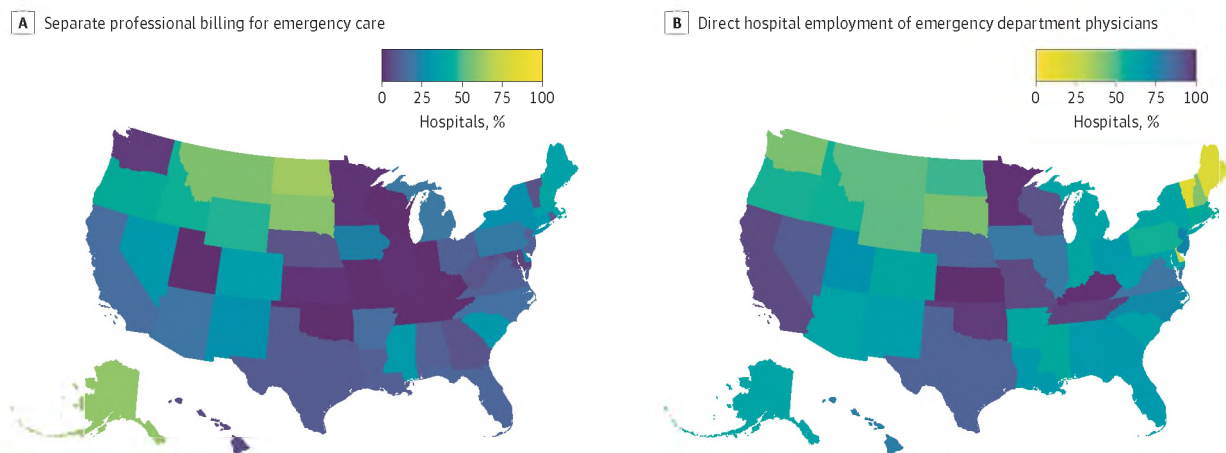 A Separate professional billing for emergency care
0 25 50 75 100
Hospitals, %
B Direct hospital employment of emergency department physicians
0 25 50 75 100
Hospitals, %